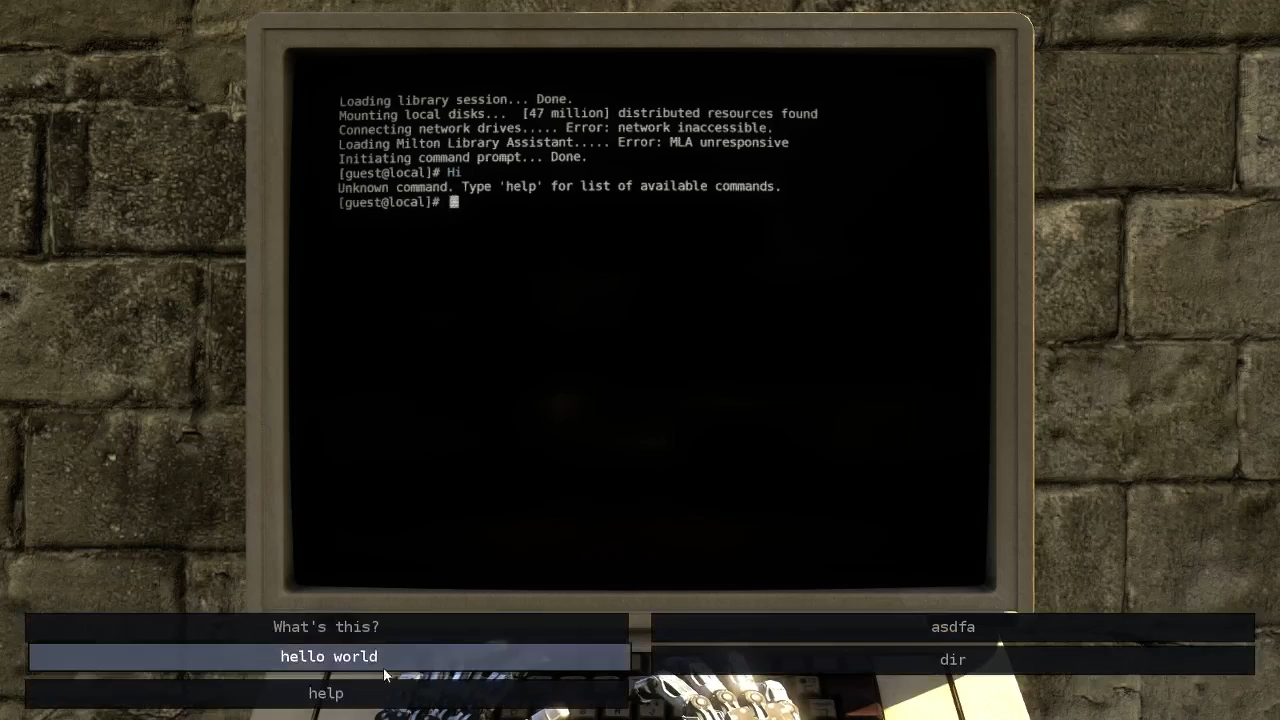 Loading library session... Done.
Mounting local disks...  [47 million] distributed resources found
Connecting network drives..... Error: network inaccessible.
Loading Milton Library Assistant..... Error: MLA unresponsive
Initiating command prompt... Done.
[guest@local]# Hi
Unknown command. Type 'help' for list of available commands.
[guest@local]#
What's this?
asdfa
hello world
dir
help